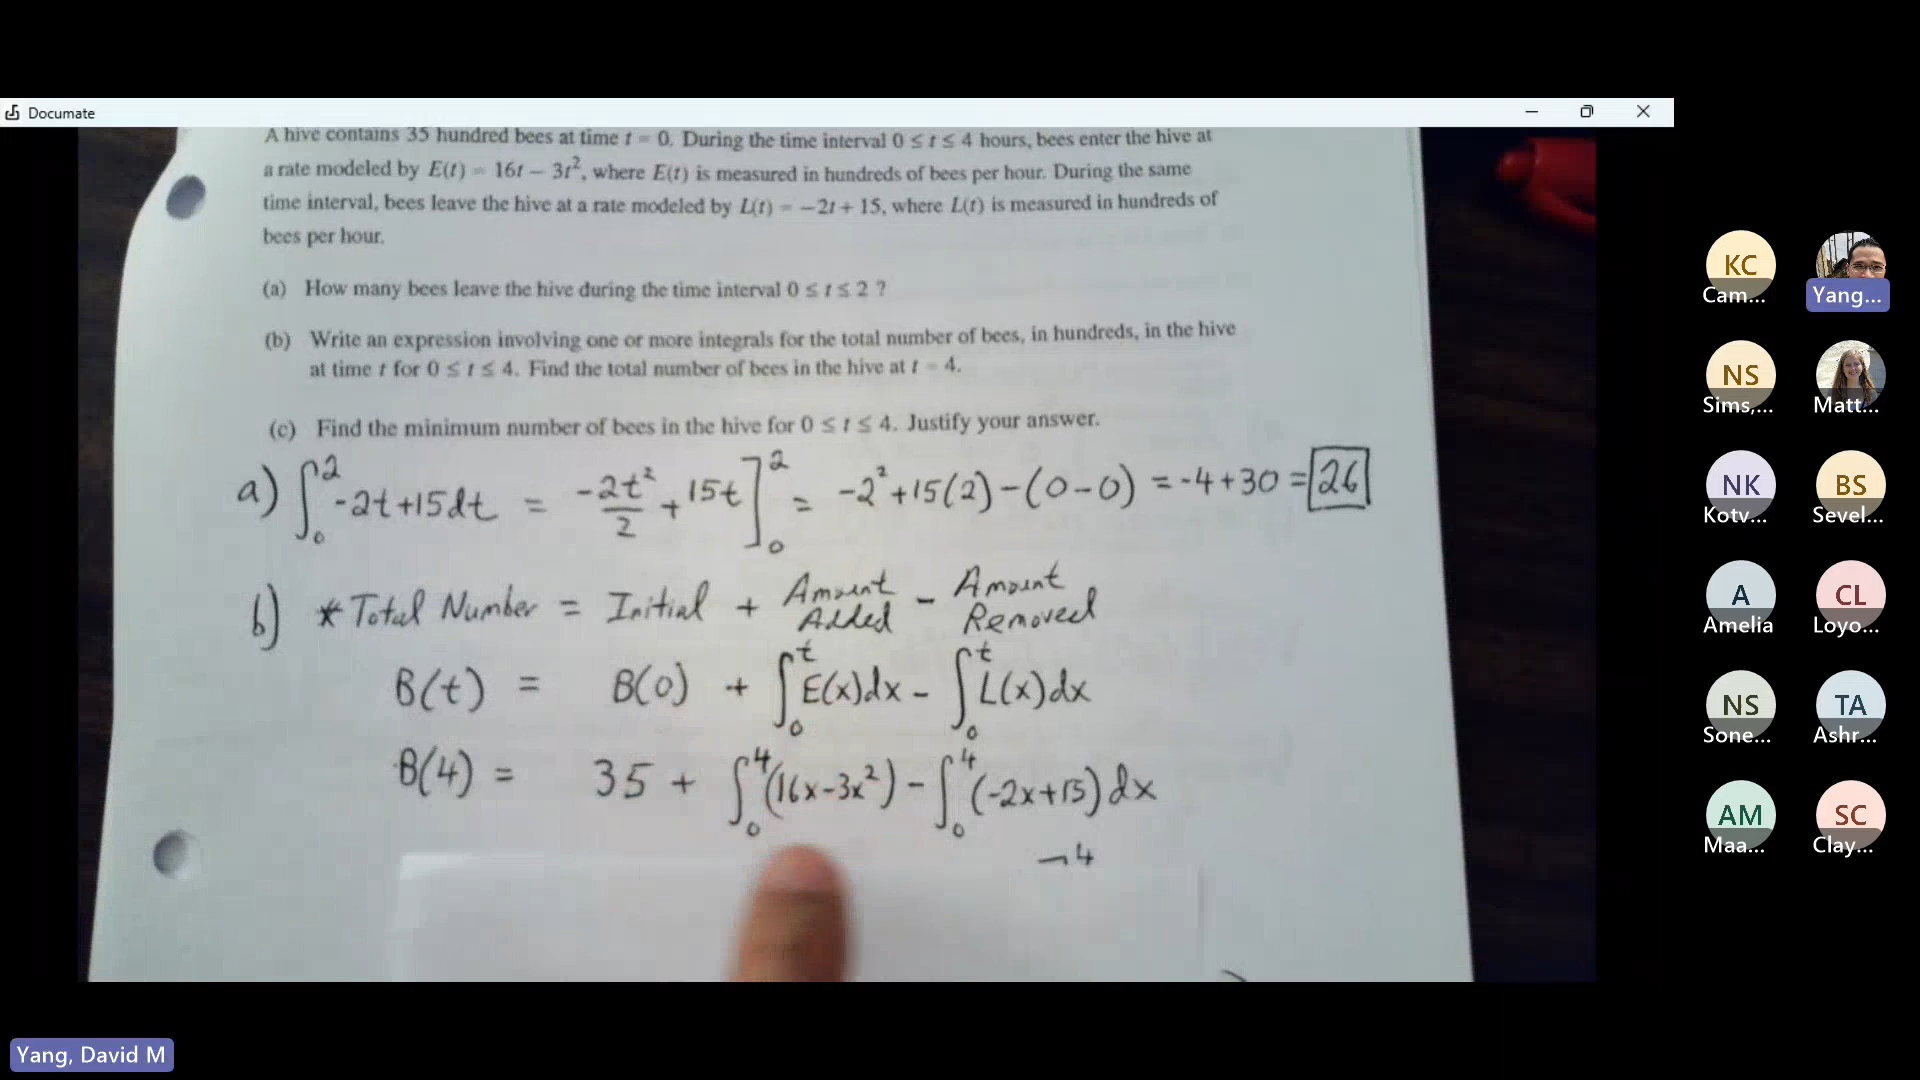 Documate
A hive contains 35 hundred bees at time t = 0. During the time interval 0 ≤ t ≤ 4 hours, bees enter the hive at
a rate modeled by E(t) = 16t − 3t², where E(t) is measured in hundreds of bees per hour. During the same
time interval, bees leave the hive at a rate modeled by L(t) = −2t + 15, where L(t) is measured in hundreds of
bees per hour.
(a) How many bees leave the hive during the time interval 0 ≤ t ≤ 2 ?
(b) Write an expression involving one or more integrals for the total number of bees, in hundreds, in the hive
at time t for 0 ≤ t ≤ 4. Find the total number of bees in the hive at t = 4.
(c) Find the minimum number of bees in the hive for 0 ≤ t ≤ 4. Justify your answer.
a) ∫₀² -2t+15dt = -2t²/2 + 15t]₀² = -2²+15(2)-(0-0) = -4+30 = 26
b) * Total Number = Initial + Amount Added - Amount Removed
B(t) = B(0) + ∫₀ᵗ E(x)dx - ∫₀ᵗ L(x)dx
B(4) = 35 + ∫₀⁴ (16x-3x²) - ∫₀⁴ (-2x+15) dx
¬4
KC
Cam...
Yang...
NS
Sims,...
Matt...
NK
Kotv...
BS
Sevel...
A
Amelia
CL
Loyo...
NS
Sone...
TA
Ashr...
AM
Maa...
SC
Clay...
Yang, David M